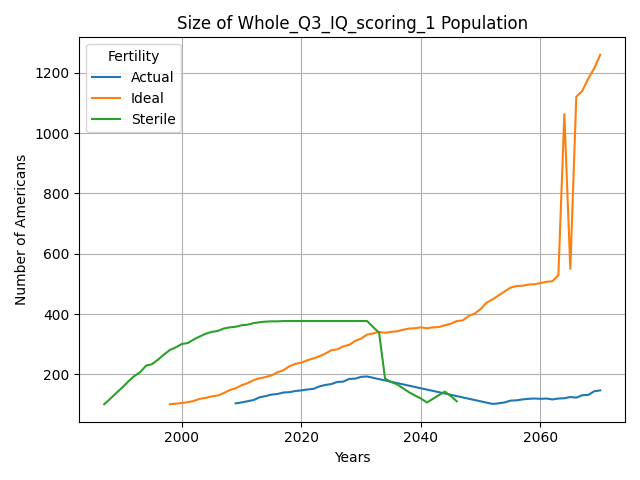 Size of Whole_Q3_IQ_scoring_1 Population
Fertility
Actual
Ideal
Sterile
Number of Americans
1200
1000
800
600
400
200
2000
2020
2040
2060
Years